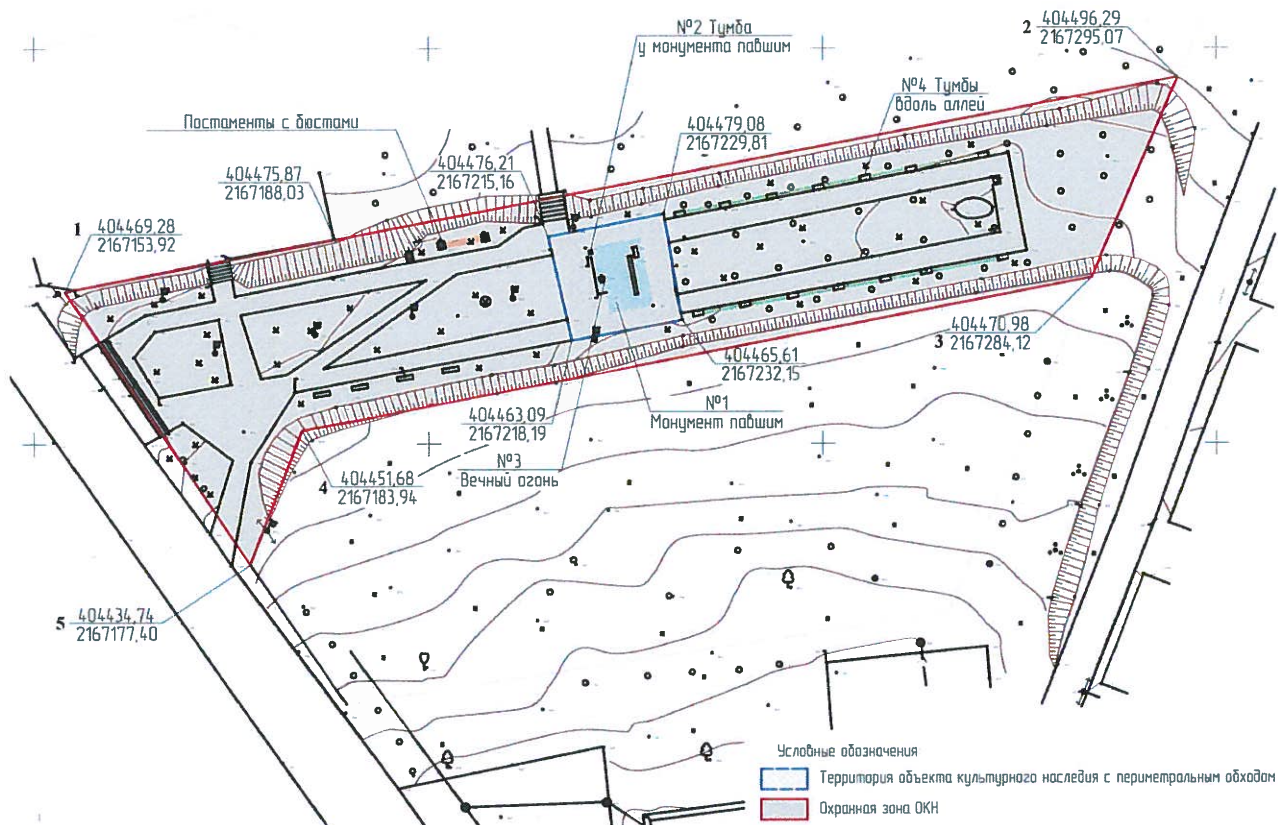 №2 Тумба
у монумента павшим
2
404496,29
2167295,07
№4 Тумбы
вдоль аллей
Постаменты с бюстами
404479,08
2167229,81
404476,21
2167215,16
404475,87
2167188,03
1
404469,28
2167153,92
404470,98
2167284,12
3
404465,61
2167232,15
№1
Монумент павшим
404463,09
2167218,19
№3
Вечный огонь
404451,68
2167183,94
4
404434,74
2167177,40
5
Условные обозначения
Территория объекта культурного наследия с периметральным обходом
Охранная зона ОКН